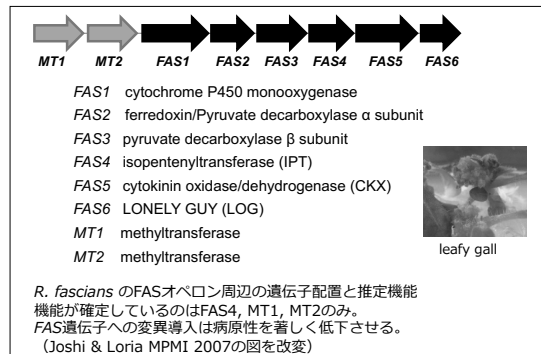 MT1 MT2 FAS1 FAS2 FAS3 FAS4 FAS5 FAS6
FAS1 cytochrome P450 monooxygenase
FAS2 ferredoxin/Pyruvate decarboxylase α subunit
FAS3 pyruvate decarboxylase β subunit
FAS4 isopentenyltransferase (IPT)
FAS5 cytokinin oxidase/dehydrogenase (CKX)
FAS6 LONELY GUY (LOG)
MT1 methyltransferase
MT2 methyltransferase
leafy gall
R. fascians のFASオペロン周辺の遺伝子配置と推定機能
機能が確定しているのはFAS4, MT1, MT2のみ。
FAS遺伝子への変異導入は病原性を著しく低下させる。
（Joshi & Loria MPMI 2007の図を改変）